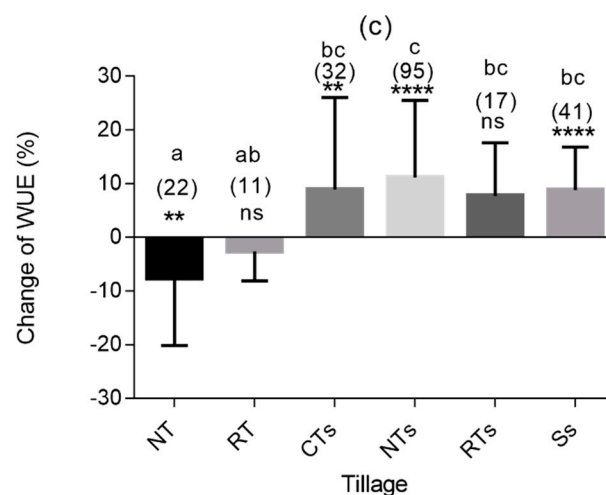 (c)
bc
c
bc
bc
(32)
(95)
(17)
(41)
**
****
ns
****
a
ab
(22)
(11)
**
ns
Change of WUE (%)
30
20
10
0
-10
-20
-30
NT
RT
CTs
NTs
RTs
Ss
Tillage